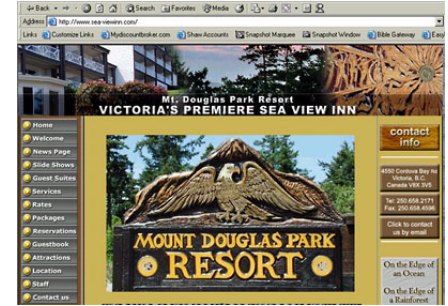 Back Search Favorites Media
Address http://www.sea-viewinn.com/
Links Customize Links Mydiscountbroker.com Shaw Accounts Snapshot Marquee Snapshot Window Bible Gateway Easy
Mt. Douglas Park Resort
VICTORIA'S PREMIERE SEA VIEW INN
Home
Welcome
News Page
Slide Shows
Guest Suites
Services
Rates
Packages
Reservations
Guestbook
Attractions
Location
Staff
Contact us
MOUNT DOUGLAS PARK
RESORT
contact
info
4550 Cordova Bay Rd
Victoria, B.C.
Canada V8X 3V5
Tel: 250.658.2171
Fax: 250.658.4596
Click to contact
us by email
On the Edge of
an Ocean
On the Edge of
a Rainforest